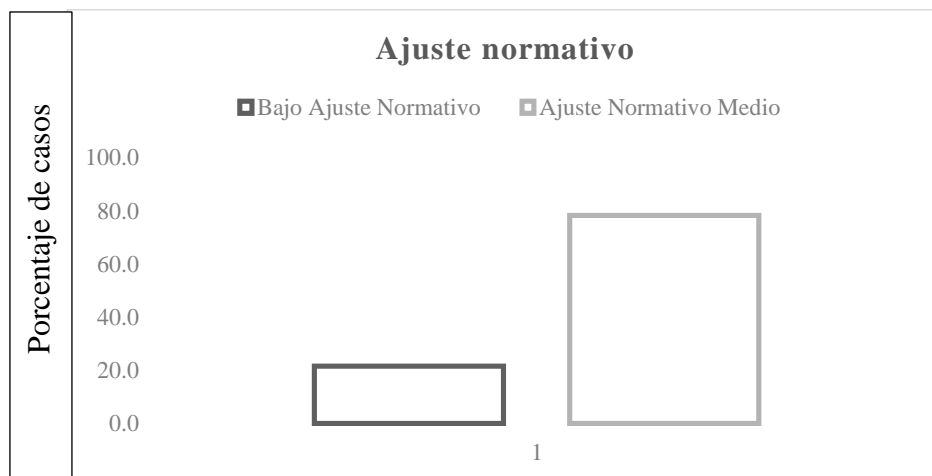 Ajuste normativo
Bajo Ajuste Normativo Ajuste Normativo Medio
Porcentaje de casos
100.0
80.0
60.0
40.0
20.0
0.0
1